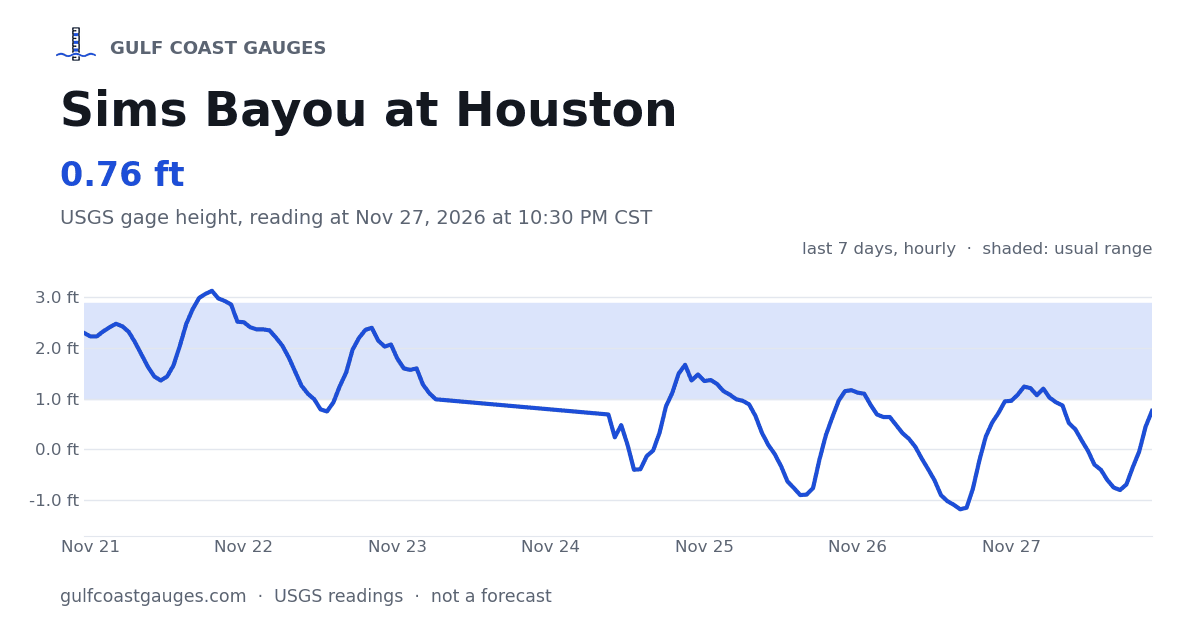 GULF COAST GAUGES
Sims Bayou at Houston
0.76 ft
USGS gage height, reading at Nov 27, 2026 at 10:30 PM CST
last 7 days, hourly · shaded: usual range
3.0 ft
2.0 ft
1.0 ft
0.0 ft
-1.0 ft
Nov 21 Nov 22 Nov 23 Nov 24 Nov 25 Nov 26 Nov 27
gulfcoastgauges.com · USGS readings · not a forecast